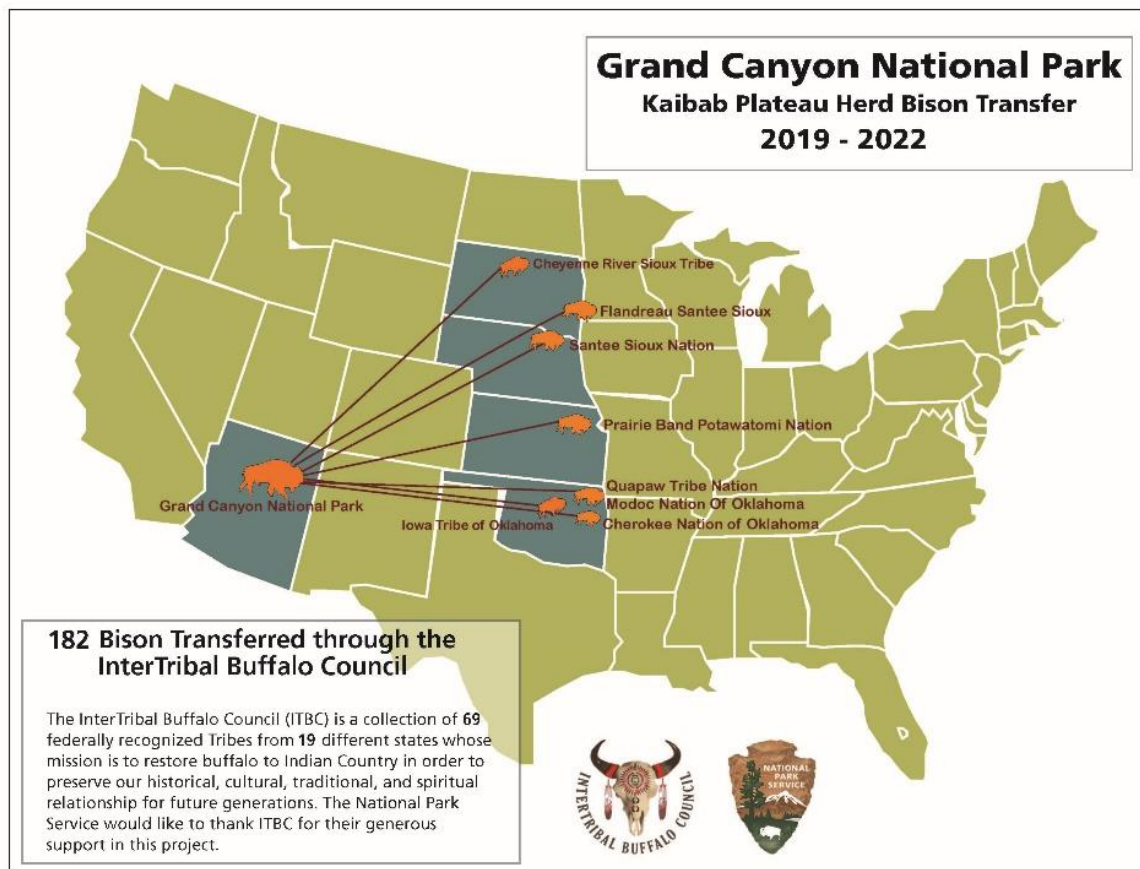 Grand Canyon National Park
Kaibab Plateau Herd Bison Transfer
2019 - 2022
Cheyenne River Sioux Tribe
Flandreau Santee Sioux
Santee Sioux Nation
Prairie Band Potawatomi Nation
Grand Canyon National Park
Quapaw Tribe Nation
Modoc Nation Of Oklahoma
Iowa Tribe of Oklahoma
Cherokee Nation of Oklahoma
182 Bison Transferred through the
InterTribal Buffalo Council
The InterTribal Buffalo Council (ITBC) is a collection of 69
federally recognized Tribes from 19 different states whose
mission is to restore buffalo to Indian Country in order to
preserve our historical, cultural, traditional, and spiritual
relationship for future generations. The National Park
Service would like to thank ITBC for their generous
support in this project.
INTERTRIBAL BUFFALO COUNCIL
NATIONAL
PARK
SERVICE